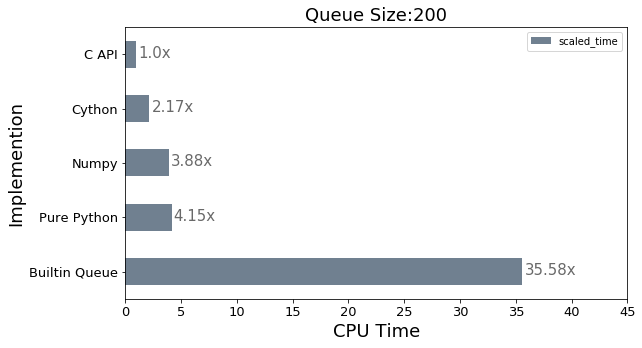 Queue Size:200
scaled_time
Implemention
C API
1.0x
Cython
2.17x
Numpy
3.88x
Pure Python
4.15x
Builtin Queue
35.58x
0 5 10 15 20 25 30 35 40 45
CPU Time